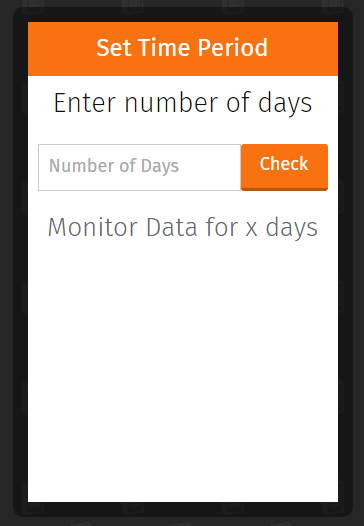 Set Time Period
Enter number of days
Number of Days
Check
Monitor Data for x days